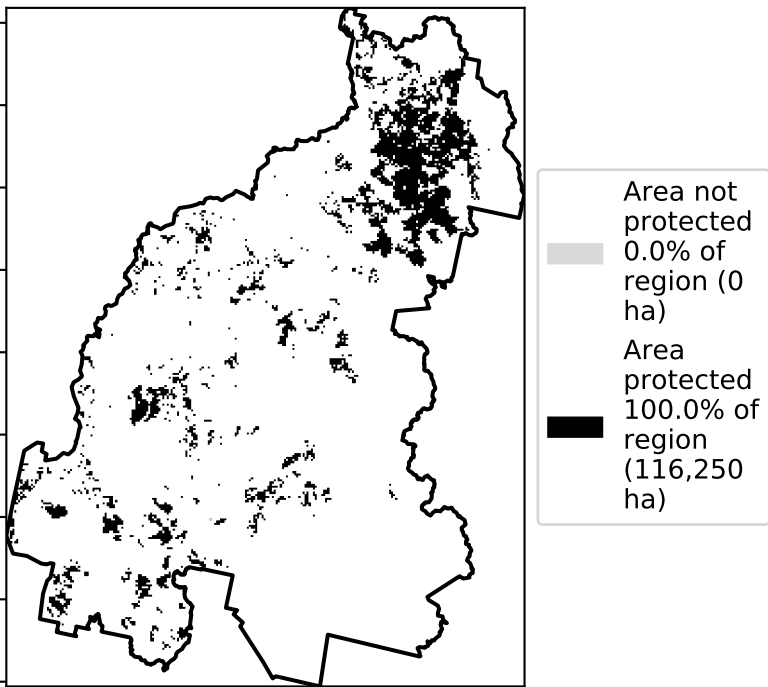 Area not
protected
0.0% of
region (0
ha)
Area
protected
100.0% of
region
(116,250
ha)